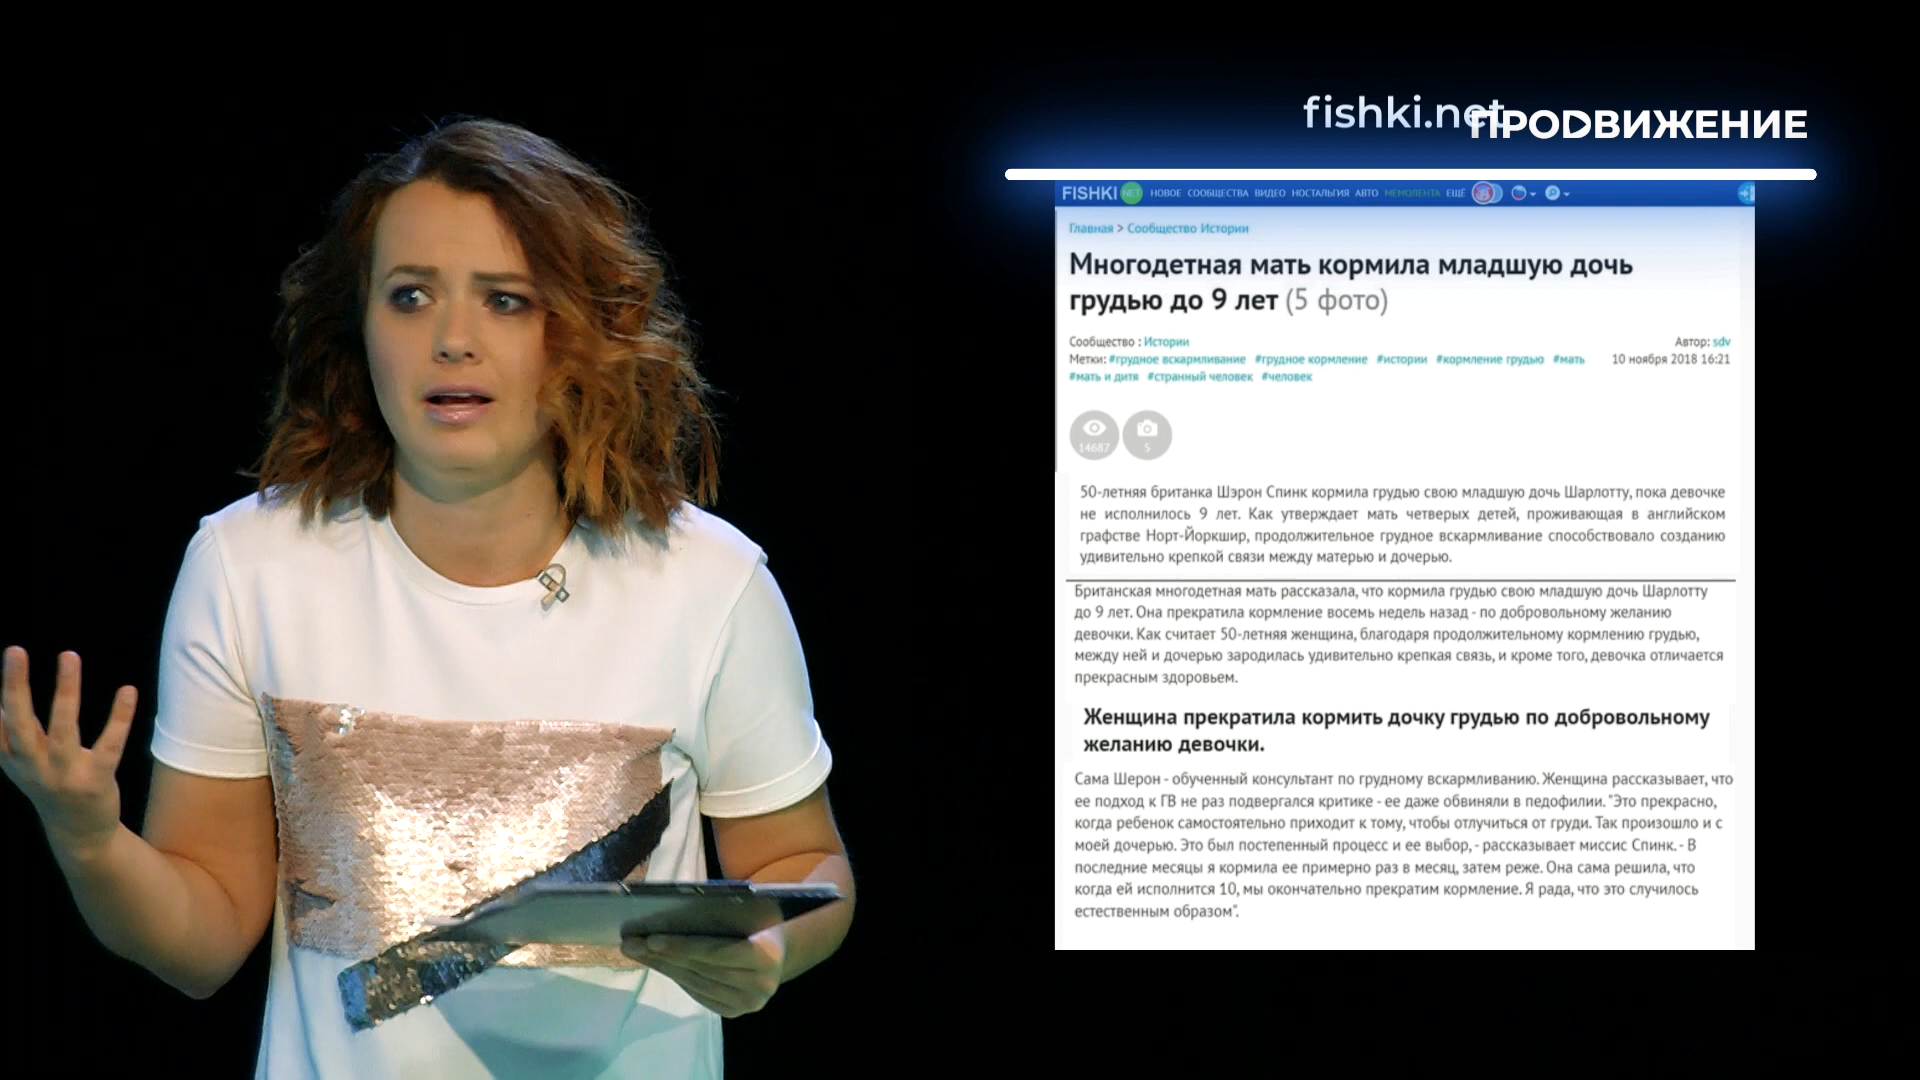 fishki.net
ПРОДВИЖЕНИЕ
FISHKI NET НОВОЕ СООБЩЕСТВА ВИДЕО НОСТАЛЬГИЯ АВТО МЕМОЛЕНТА ЕЩЁ
Главная > Сообщество Истории
Многодетная мать кормила младшую дочь
грудью до 9 лет (5 фото)
Сообщество : Истории Автор: sdv
Метки: #грудное вскармливание #грудное кормление #истории #кормление грудью #мать 10 ноября 2018 16:21
#мать и дитя #странный человек #человек
14687 5
50-летняя британка Шэрон Спинк кормила грудью свою младшую дочь Шарлотту, пока девочке
не исполнилось 9 лет. Как утверждает мать четверых детей, проживающая в английском
графстве Норт-Йоркшир, продолжительное грудное вскармливание способствовало созданию
удивительно крепкой связи между матерью и дочерью.
Британская многодетная мать рассказала, что кормила грудью свою младшую дочь Шарлотту
до 9 лет. Она прекратила кормление восемь недель назад - по добровольному желанию
девочки. Как считает 50-летняя женщина, благодаря продолжительному кормлению грудью,
между ней и дочерью зародилась удивительно крепкая связь, и кроме того, девочка отличается
прекрасным здоровьем.
Женщина прекратила кормить дочку грудью по добровольному
желанию девочки.
Сама Шерон - обученный консультант по грудному вскармливанию. Женщина рассказывает, что
ее подход к ГВ не раз подвергался критике - ее даже обвиняли в педофилии. "Это прекрасно,
когда ребенок самостоятельно приходит к тому, чтобы отлучиться от груди. Так произошло и с
моей дочерью. Это был постепенный процесс и ее выбор, - рассказывает миссис Спинк. - В
последние месяцы я кормила ее примерно раз в месяц, затем реже. Она сама решила, что
когда ей исполнится 10, мы окончательно прекратим кормление. Я рада, что это случилось
естественным образом".